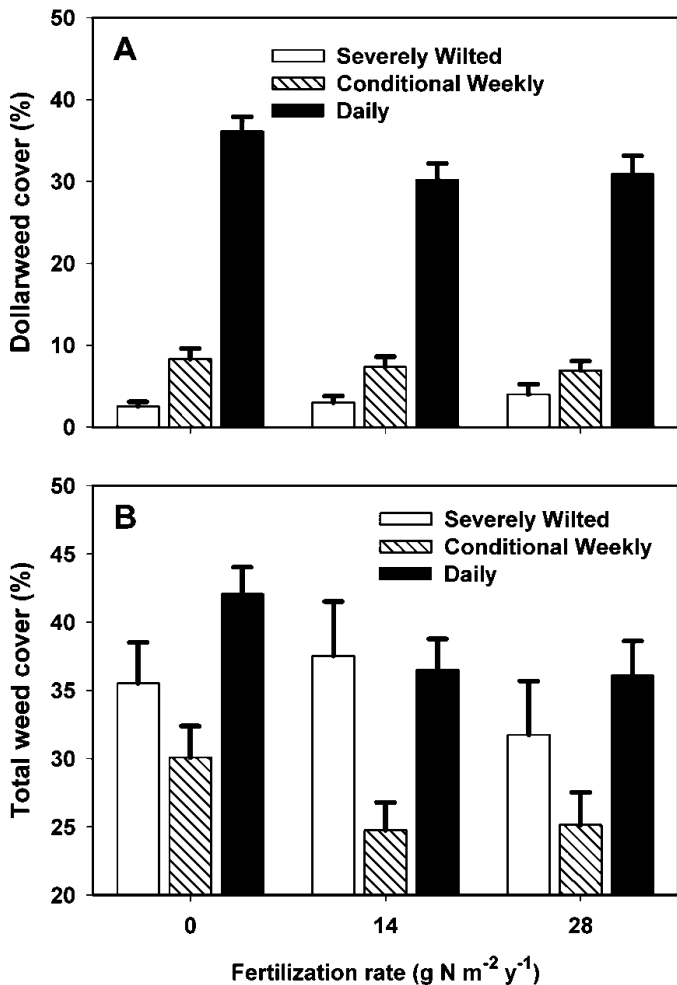 A
Severely Wilted
Conditional Weekly
Daily
Dollarweed cover (%)
50
40
30
20
10
0
B
Severely Wilted
Conditional Weekly
Daily
Total weed cover (%)
50
45
40
35
30
25
20
0 14 28
Fertilization rate (g N m⁻² y⁻¹)